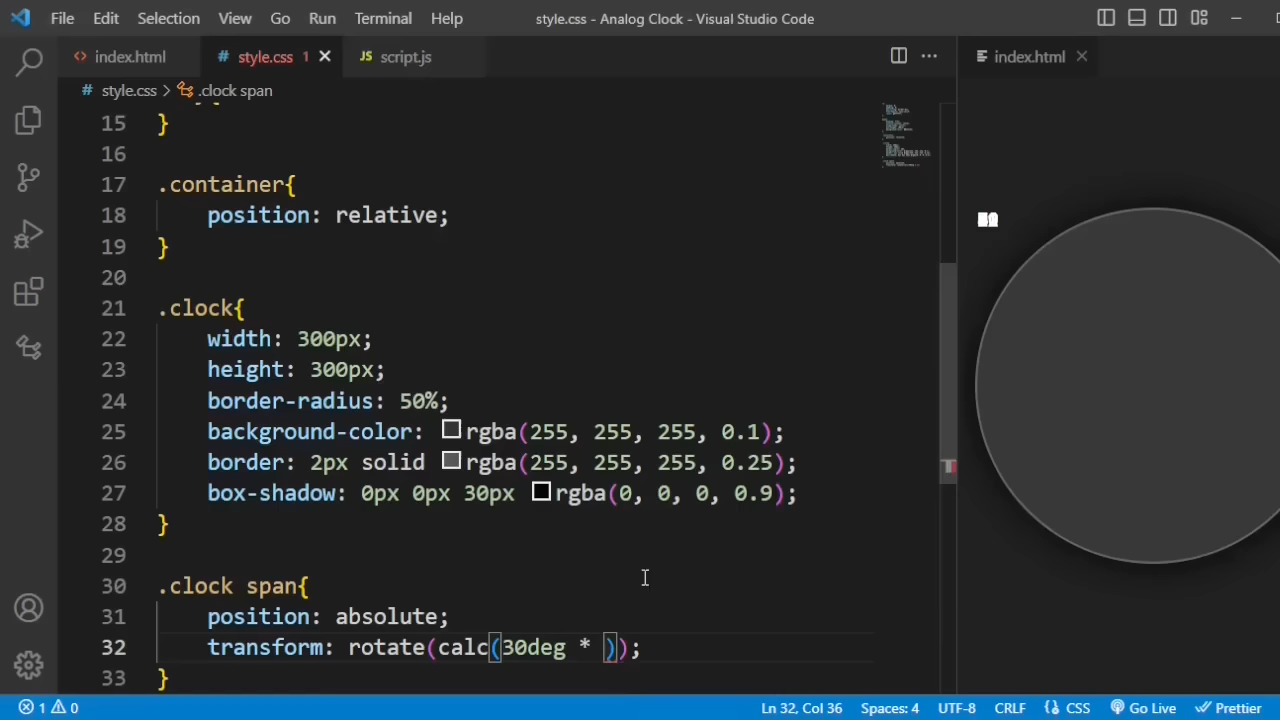 File Edit Selection View Go Run Terminal Help style.css - Analog Clock - Visual Studio Code
<> index.html # style.css 1 × JS script.js ··· index.html ×
# style.css > .clock span
15 }
16
17 .container{
18 position: relative;
19 }
20
21 .clock{
22 width: 300px;
23 height: 300px;
24 border-radius: 50%;
25 background-color: rgba(255, 255, 255, 0.1);
26 border: 2px solid rgba(255, 255, 255, 0.25);
27 box-shadow: 0px 0px 30px rgba(0, 0, 0, 0.9);
28 }
29
30 .clock span{
31 position: absolute;
32 transform: rotate(calc(30deg * ));
33 }
1 0 Ln 32, Col 36 Spaces: 4 UTF-8 CRLF {} CSS Go Live Prettier